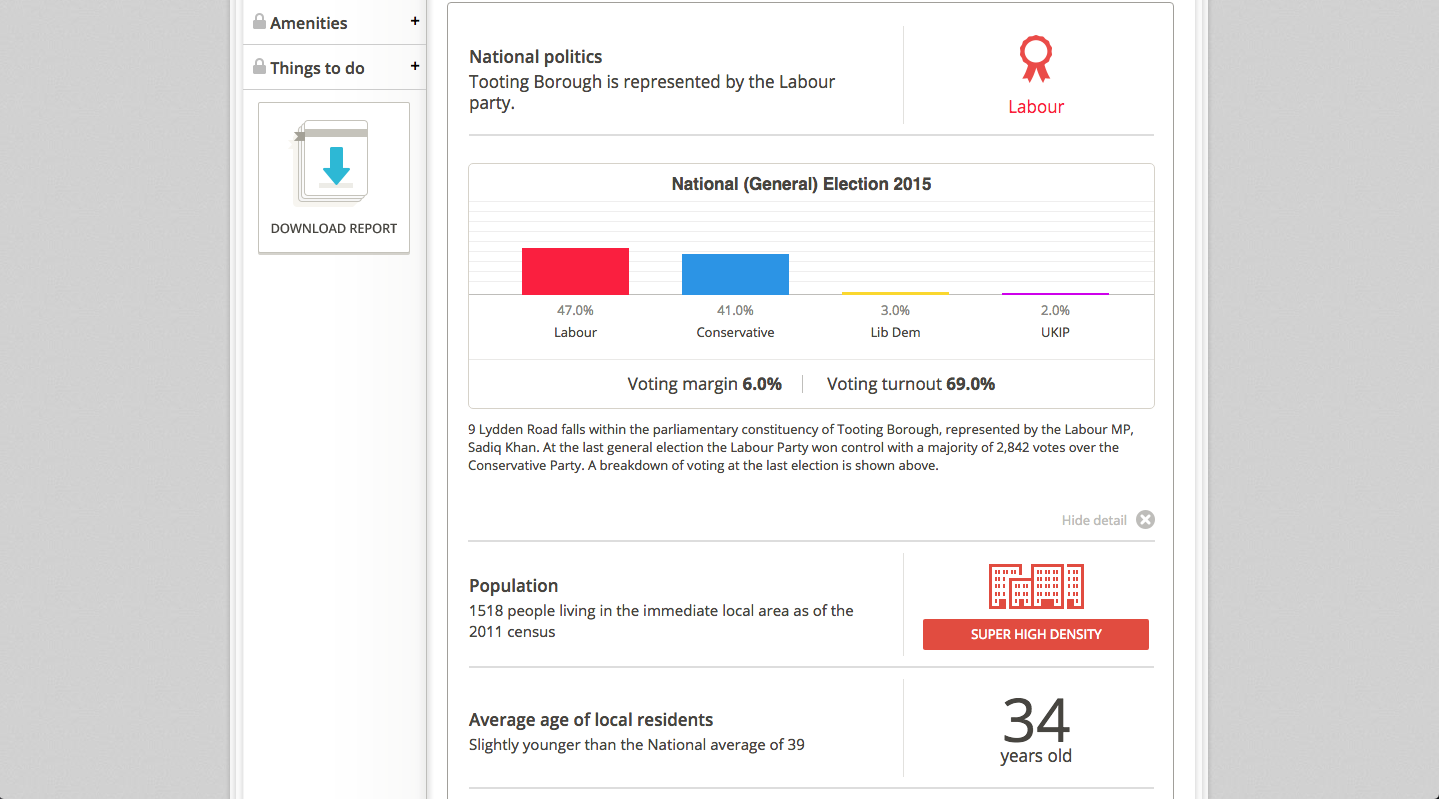 Amenities +
Things to do +
DOWNLOAD REPORT
National politics
Tooting Borough is represented by the Labour
party.
Labour
National (General) Election 2015
47.0% 41.0% 3.0% 2.0%
Labour Conservative Lib Dem UKIP
Voting margin 6.0% Voting turnout 69.0%
9 Lydden Road falls within the parliamentary constituency of Tooting Borough, represented by the Labour MP,
Sadiq Khan. At the last general election the Labour Party won control with a majority of 2,842 votes over the
Conservative Party. A breakdown of voting at the last election is shown above.
Hide detail
Population
1518 people living in the immediate local area as of the
2011 census
SUPER HIGH DENSITY
Average age of local residents
Slightly younger than the National average of 39
34
years old